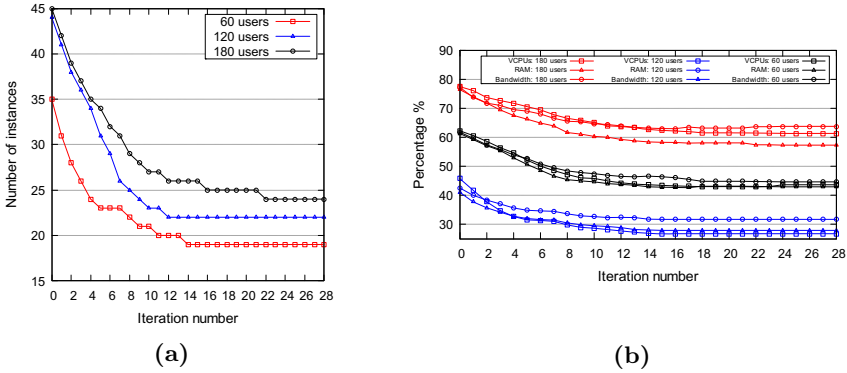 45
40
35
30
25
20
15
Number of instances
60 users
120 users
180 users
0 2 4 6 8 10 12 14 16 18 20 22 24 26 28
Iteration number
(a)
90
80
70
60
50
40
30
Percentage %
VCPUs: 180 users VCPUs: 120 users VCPUs: 60 users
RAM: 180 users RAM: 120 users RAM: 60 users
Bandwidth: 180 users Bandwidth: 120 users Bandwidth: 60 users
0 2 4 6 8 10 12 14 16 18 20 22 24 26 28
Iteration number
(b)